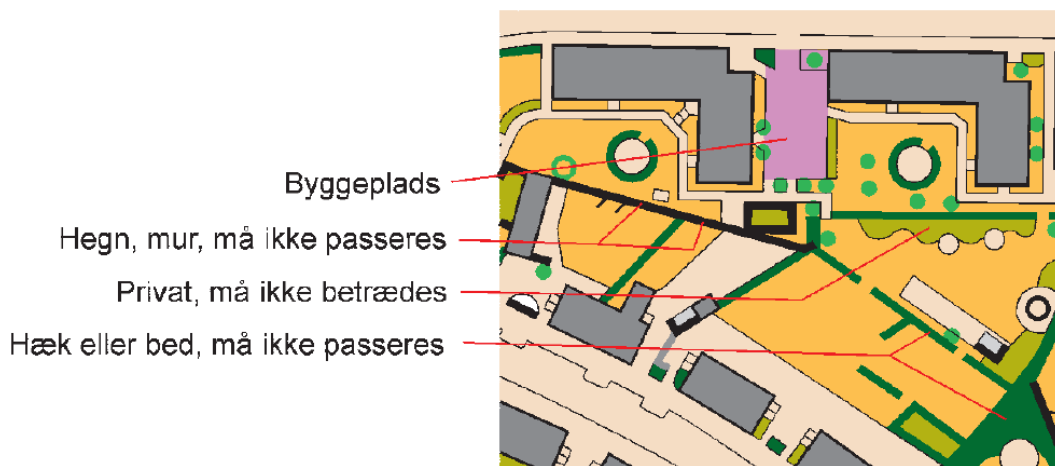 Byggeplads
Hegn, mur, må ikke passeres
Privat, må ikke betrædes
Hæk eller bed, må ikke passeres